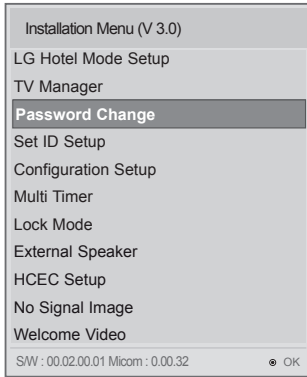 Installation Menu (V 3.0)
LG Hotel Mode Setup
TV Manager
Password Change
Set ID Setup
Configuration Setup
Multi Timer
Lock Mode
External Speaker
HCEC Setup
No Signal Image
Welcome Video
S/W : 00.02.00.01 Micom : 0.00.32 OK